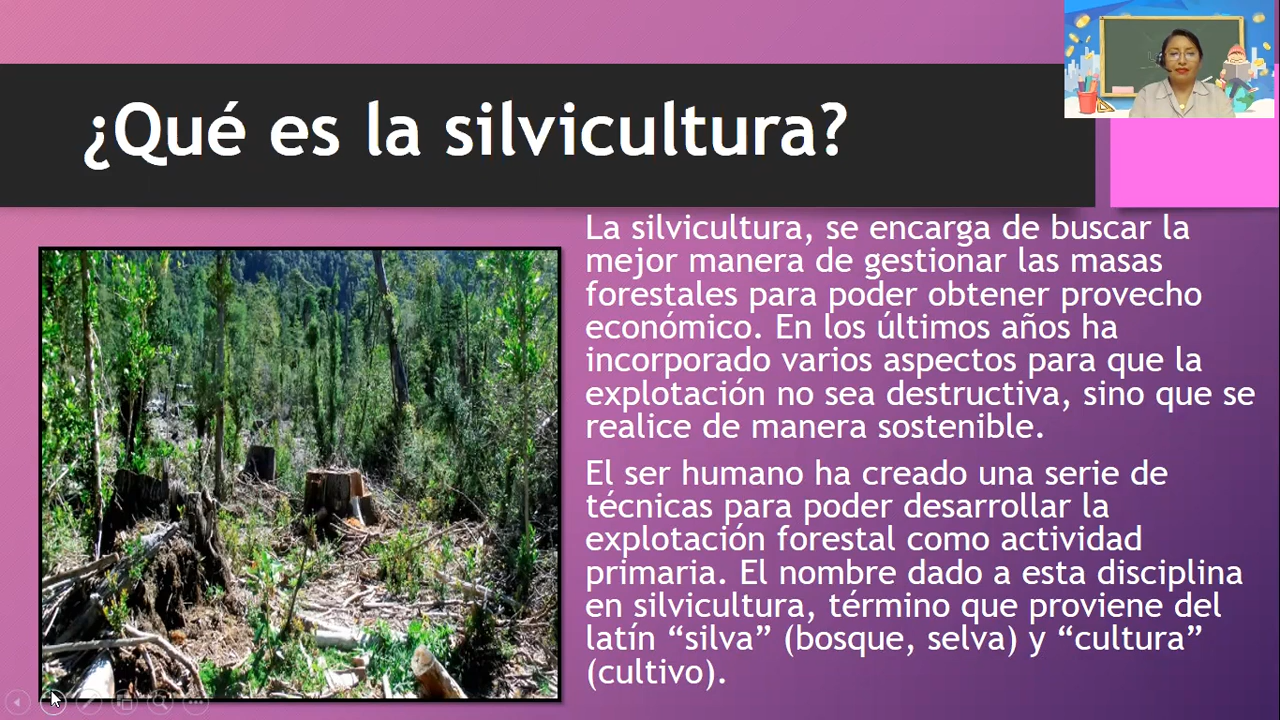 ¿Qué es la silvicultura?
La silvicultura, se encarga de buscar la
mejor manera de gestionar las masas
forestales para poder obtener provecho
económico. En los últimos años ha
incorporado varios aspectos para que la
explotación no sea destructiva, sino que se
realice de manera sostenible.
El ser humano ha creado una serie de
técnicas para poder desarrollar la
explotación forestal como actividad
primaria. El nombre dado a esta disciplina
en silvicultura, término que proviene del
latín “silva” (bosque, selva) y “cultura”
(cultivo).